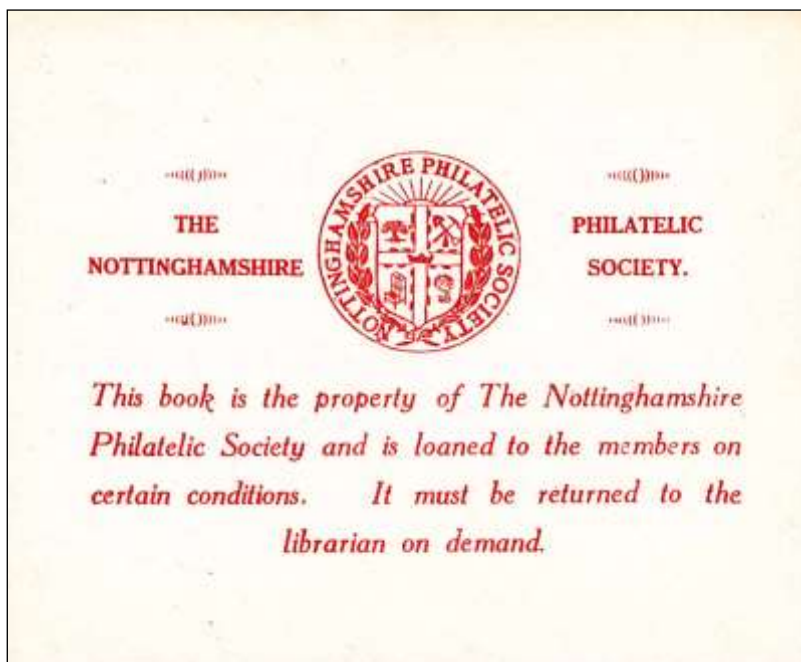 THE
NOTTINGHAMSHIRE
NOTTINGHAMSHIRE PHILATELIC SOCIETY
PHILATELIC
SOCIETY.
This book is the property of The Nottinghamshire
Philatelic Society and is loaned to the members on
certain conditions. It must be returned to the
librarian on demand.